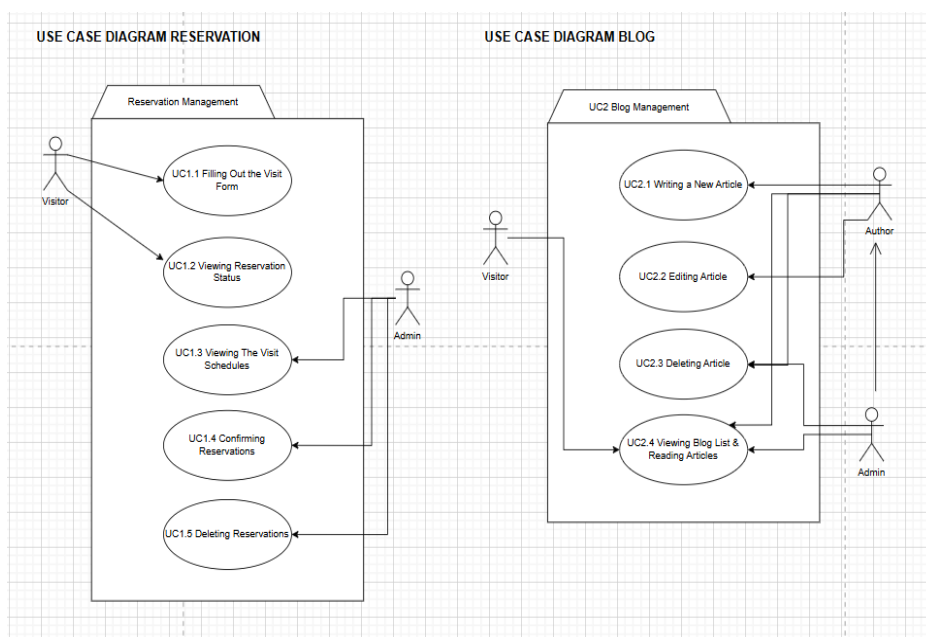 USE CASE DIAGRAM RESERVATION
Reservation Management
Visitor
UC1.1 Filling Out the Visit
Form
UC1.2 Viewing Reservation
Status
Admin
UC1.3 Viewing The Visit
Schedules
UC1.4 Confirming
Reservations
UC1.5 Deleting Reservations
USE CASE DIAGRAM BLOG
UC2 Blog Management
Visitor
UC2.1 Writing a New Article
Author
UC2.2 Editing Article
UC2.3 Deleting Article
UC2.4 Viewing Blog List &
Reading Articles
Admin